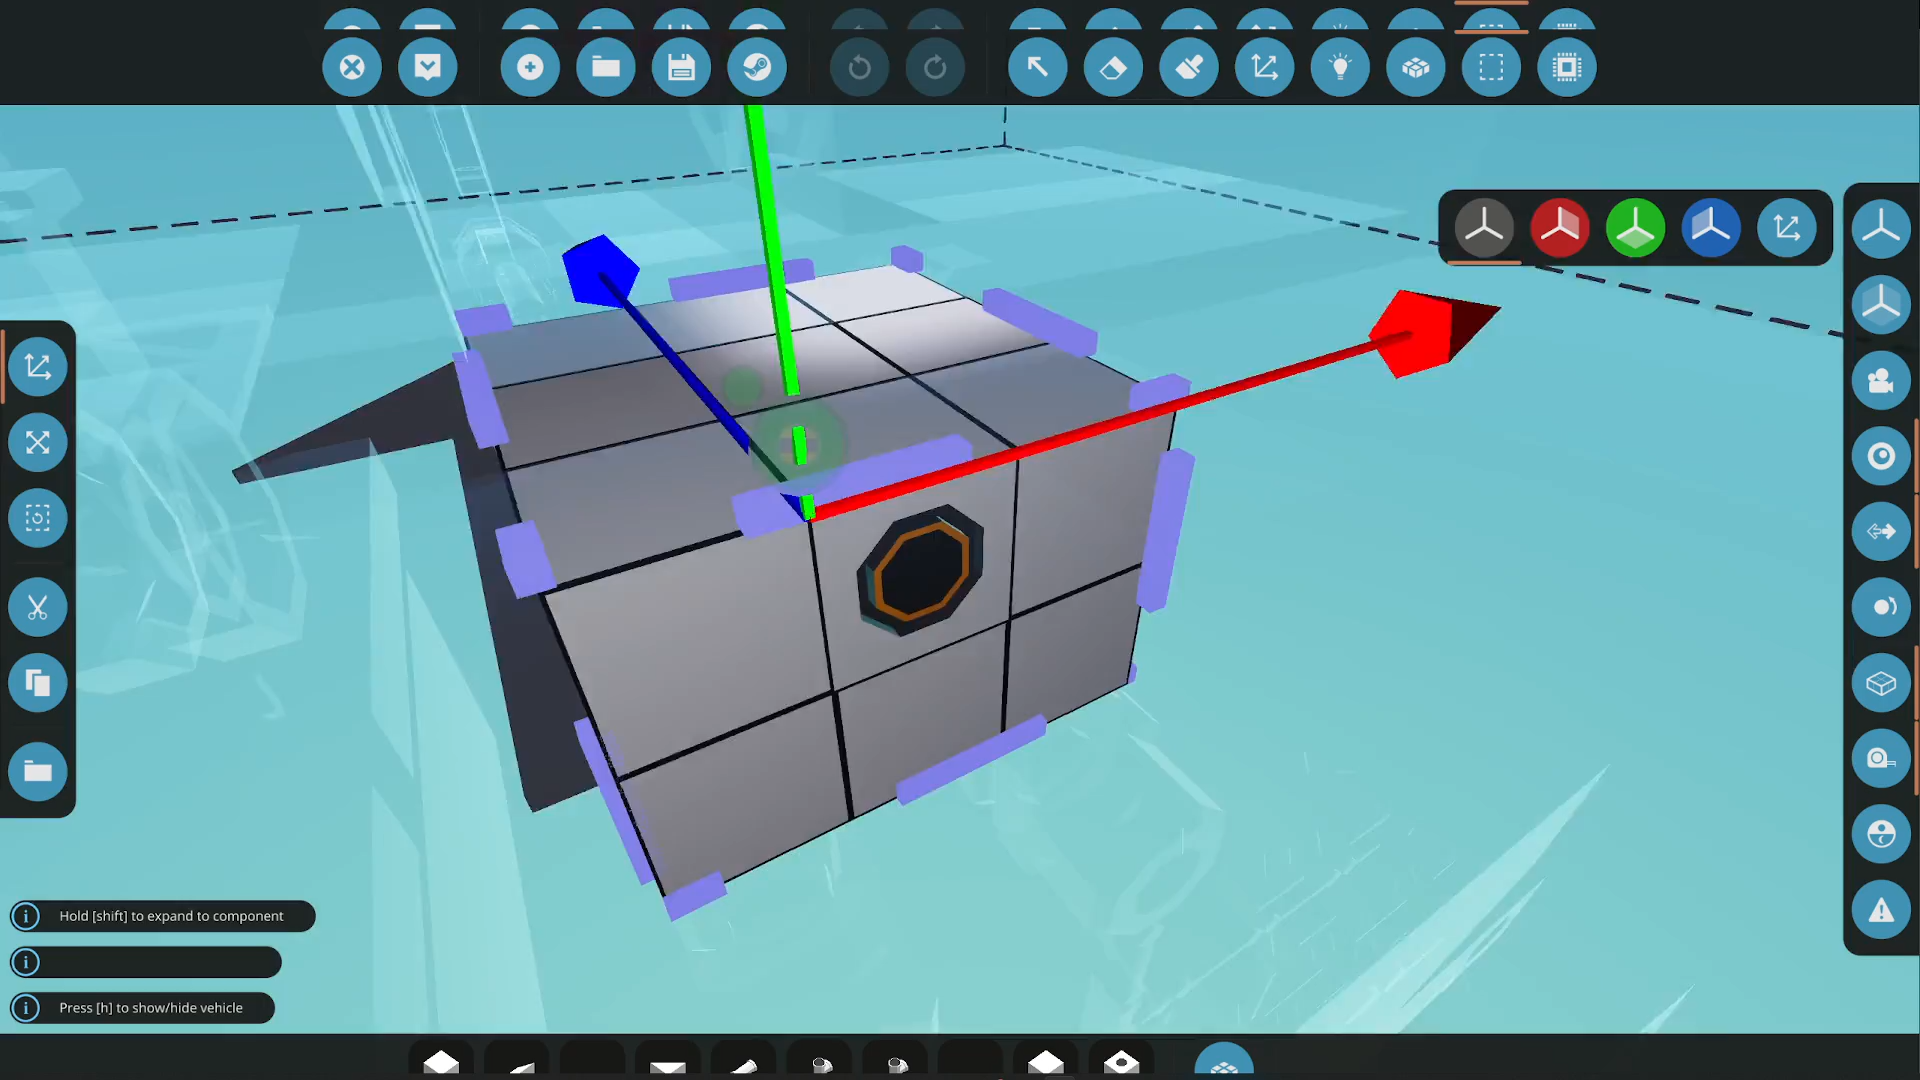 Hold [shift] to expand to component
Press [h] to show/hide vehicle